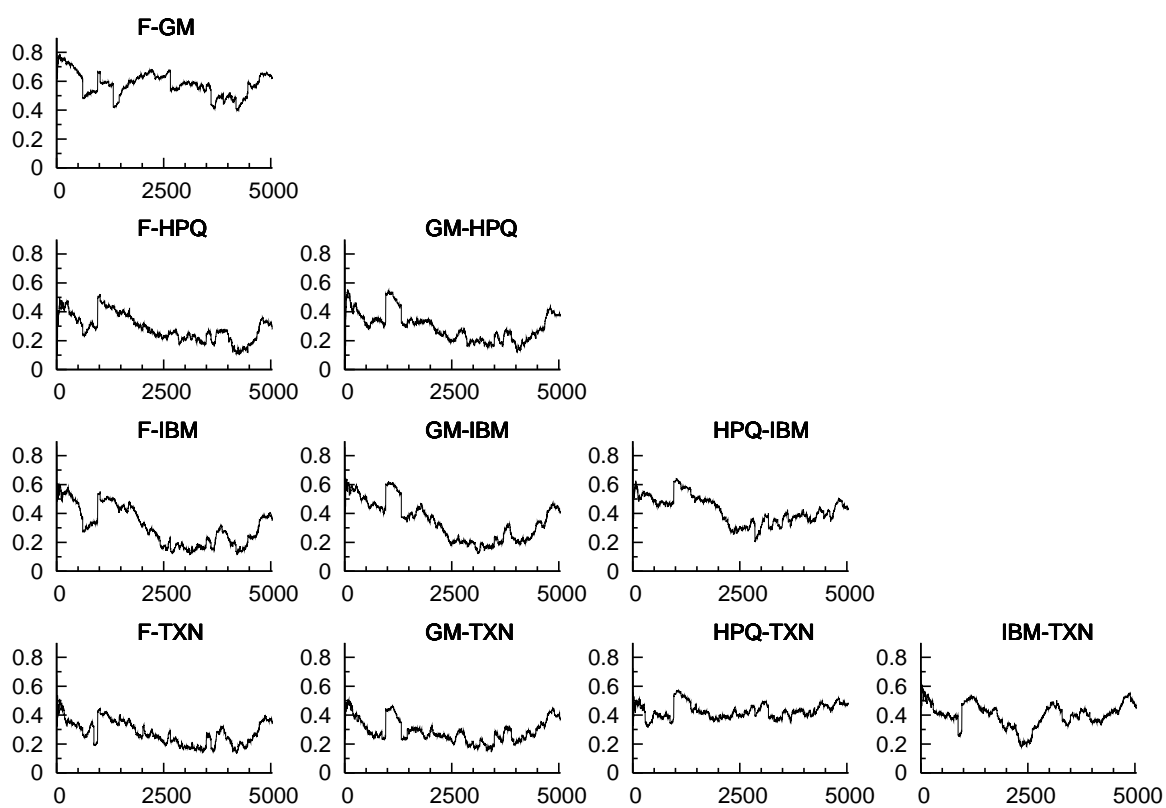 F-GM
0.8
0.6
0.4
0.2
0
0 2500 5000
F-HPQ GM-HPQ
0.8 0.8
0.6 0.6
0.4 0.4
0.2 0.2
0 0
0 2500 5000 0 2500 5000
F-IBM GM-IBM HPQ-IBM
0.8 0.8 0.8
0.6 0.6 0.6
0.4 0.4 0.4
0.2 0.2 0.2
0 0 0
0 2500 5000 0 2500 5000 0 2500 5000
F-TXN GM-TXN HPQ-TXN IBM-TXN
0.8 0.8 0.8 0.8
0.6 0.6 0.6 0.6
0.4 0.4 0.4 0.4
0.2 0.2 0.2 0.2
0 0 0 0
0 2500 5000 0 2500 5000 0 2500 5000 0 2500 5000